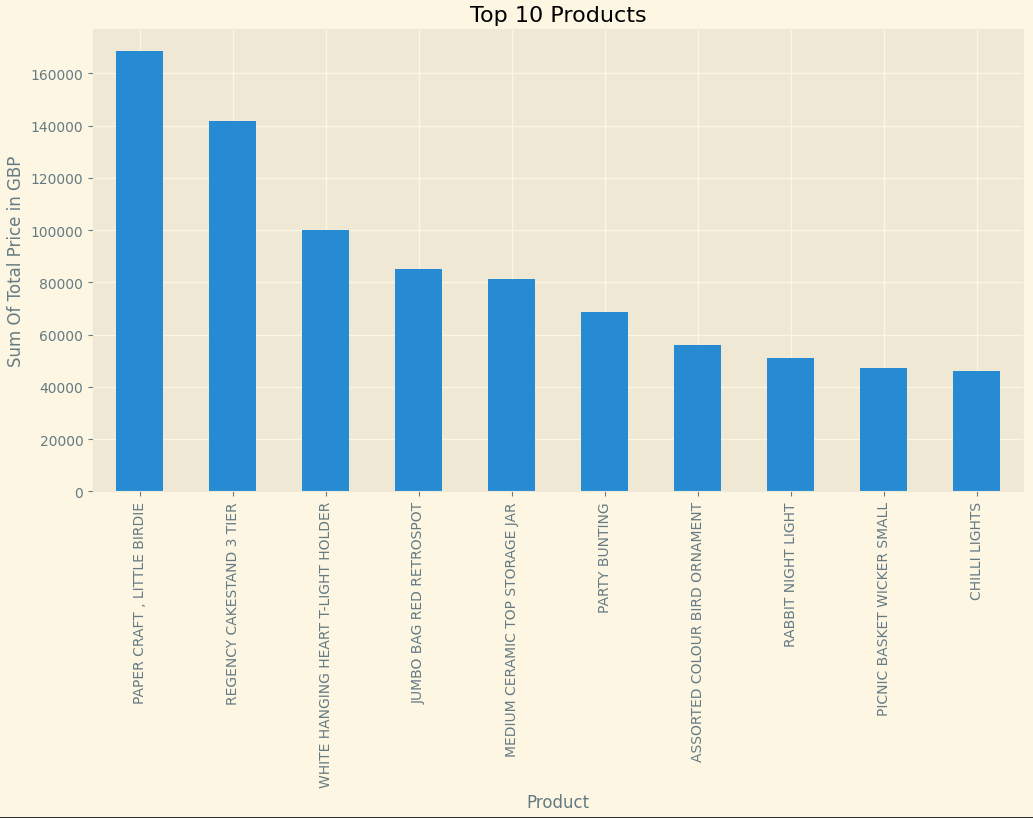 Top 10 Products
Sum Of Total Price in GBP
160000
140000
120000
100000
80000
60000
40000
20000
0
PAPER CRAFT , LITTLE BIRDIE
REGENCY CAKESTAND 3 TIER
WHITE HANGING HEART T-LIGHT HOLDER
JUMBO BAG RED RETROSPOT
MEDIUM CERAMIC TOP STORAGE JAR
PARTY BUNTING
ASSORTED COLOUR BIRD ORNAMENT
RABBIT NIGHT LIGHT
PICNIC BASKET WICKER SMALL
CHILLI LIGHTS
Product